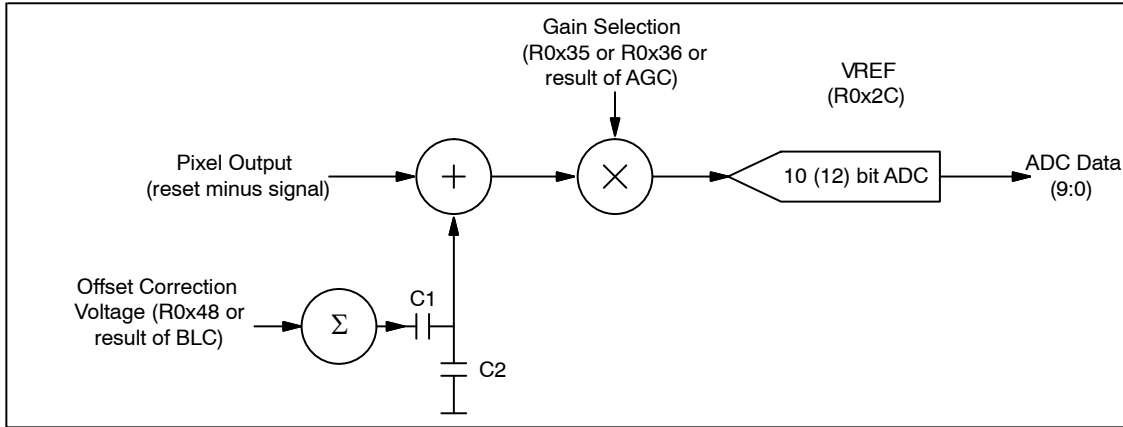 Gain Selection
(R0x35 or R0x36 or
result of AGC)
VREF
(R0x2C)
Pixel Output
(reset minus signal)
+
×
10 (12) bit ADC
ADC Data
(9:0)
Offset Correction
Voltage (R0x48 or
result of BLC)
Σ
C1
C2